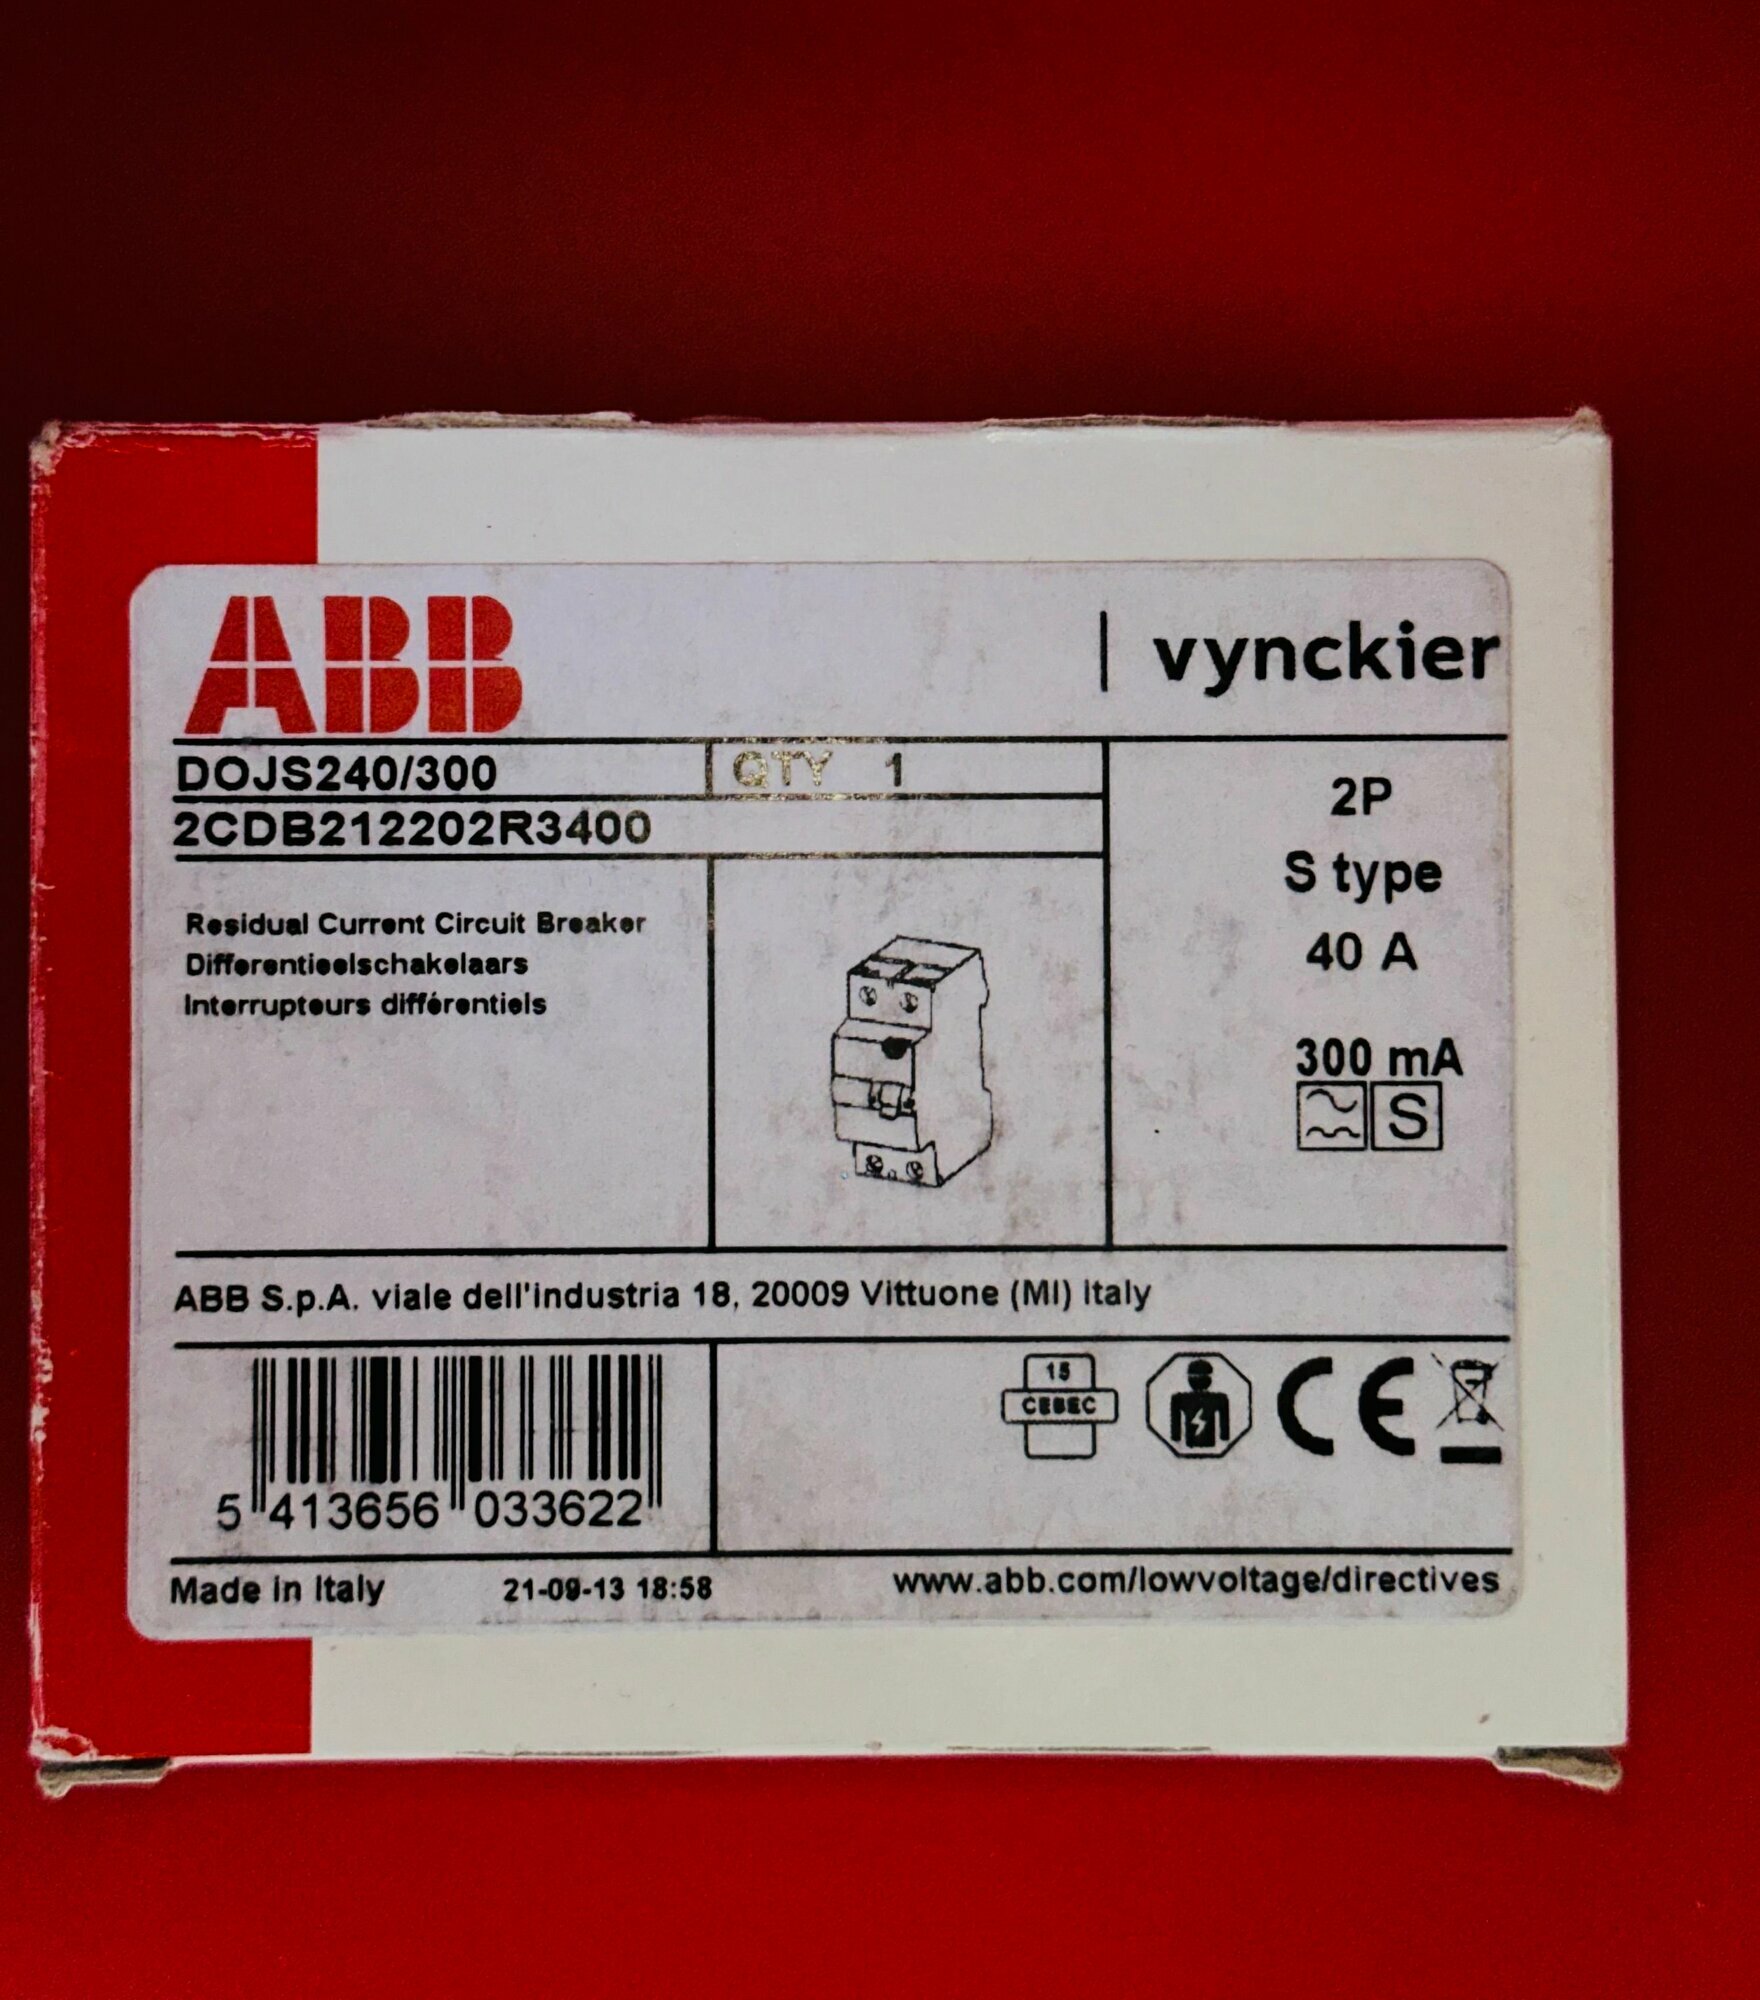 ABB
| vynckier
DOJS240/300
QTY 1
2CDB212202R3400
Residual Current Circuit Breaker
Differentieelschakelaars
Interrupteurs différentiels
2P
S type
40 A
300 mA
S
ABB S.p.A. viale dell'industria 18, 20009 Vittuone (MI) Italy
5 413656 033622
15
CEBEC
CE
Made in Italy
21-09-13 18:58
www.abb.com/lowvoltage/directives